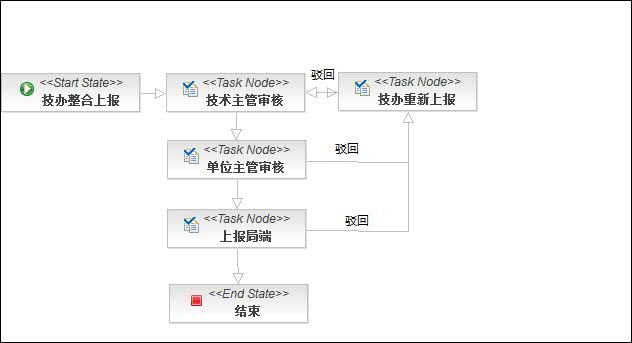 <<Start State>>
技办整合上报
<<Task Node>>
技术主管审核
驳回
<<Task Node>>
技办重新上报
<<Task Node>>
单位主管审核
驳回
<<Task Node>>
上报局端
驳回
<<End State>>
结束